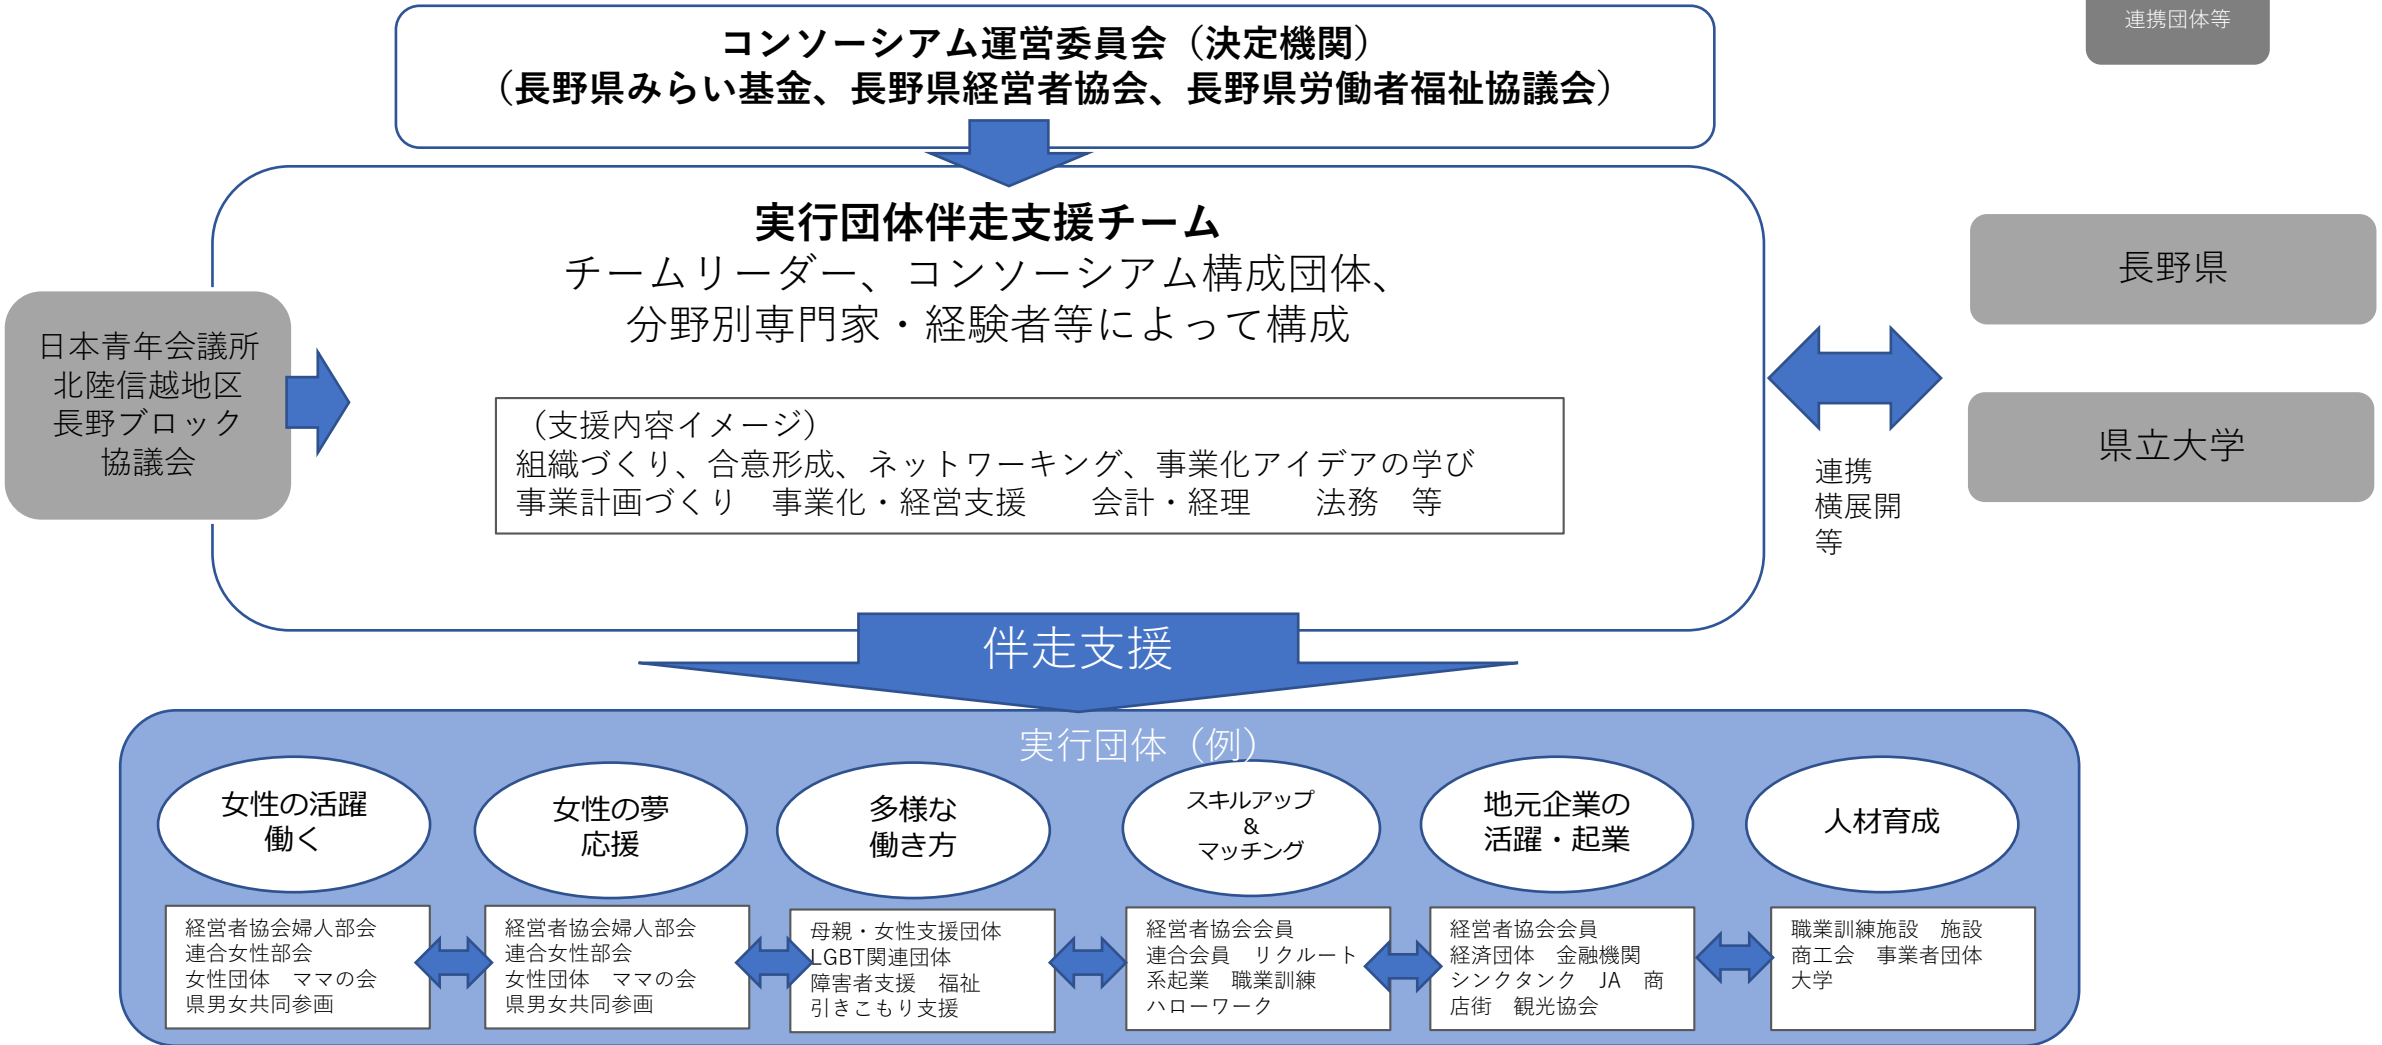 連携団体等
コンソーシアム運営委員会（決定機関）
（長野県みらい基金、長野県経営者協会、長野県労働者福祉協議会）
実行団体伴走支援チーム
チームリーダー、コンソーシアム構成団体、
分野別専門家・経験者等によって構成
日本青年会議所
北陸信越地区
長野ブロック
協議会
（支援内容イメージ）
組織づくり、合意形成、ネットワーキング、事業化アイデアの学び
事業計画づくり　事業化・経営支援　　会計・経理　　法務　等
長野県
県立大学
連携
横展開
等
伴走支援
実行団体（例）
女性の活躍
働く
女性の夢
応援
多様な
働き方
スキルアップ
&
マッチング
地元企業の
活躍・起業
人材育成
経営者協会婦人部会
連合女性部会
女性団体　ママの会
県男女共同参画
経営者協会婦人部会
連合女性部会
女性団体　ママの会
県男女共同参画
母親・女性支援団体
LGBT関連団体
障害者支援　福祉
引きこもり支援
経営者協会会員
連合会員　リクルート
系起業　職業訓練
ハローワーク
経営者協会会員
経済団体　金融機関
シンクタンク　JA　商
店街　観光協会
職業訓練施設　施設
商工会　事業者団体
大学